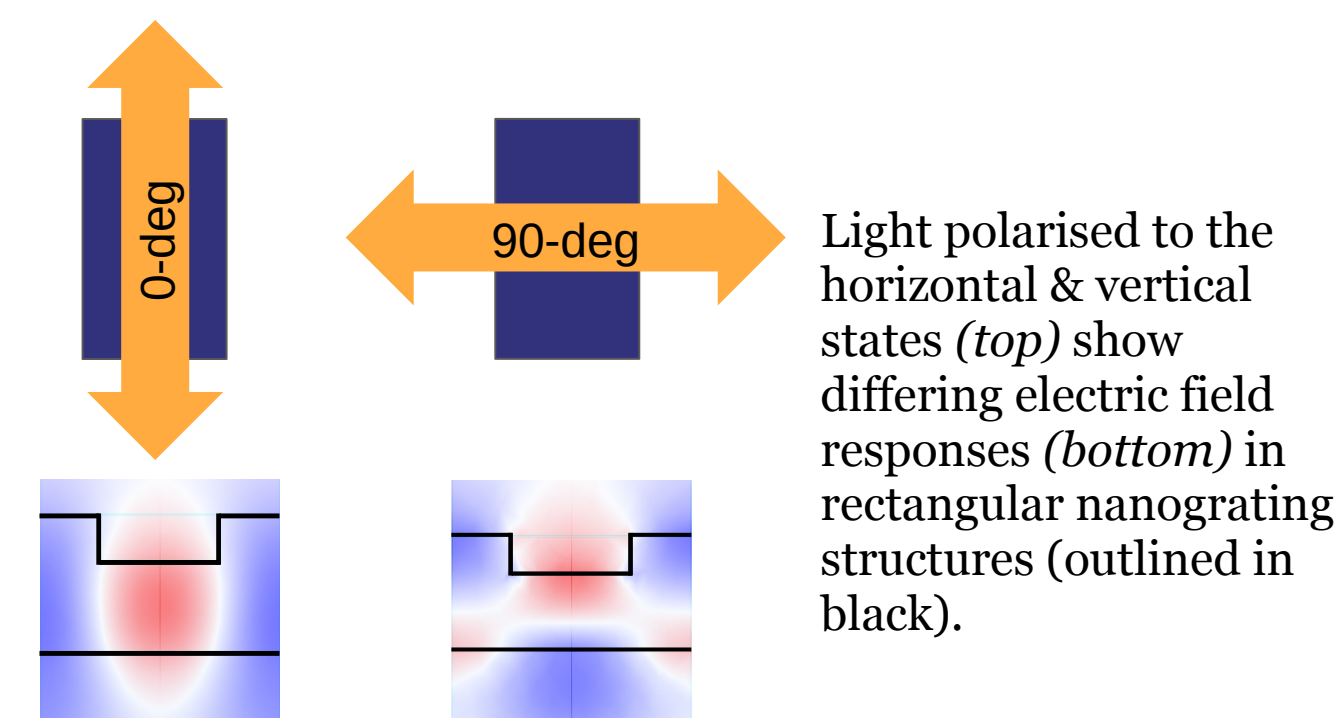 0-deg
90-deg
Light polarised to the
horizontal & vertical
states (top) show
differing electric field
responses (bottom) in
rectangular nanograting
structures (outlined in
black).